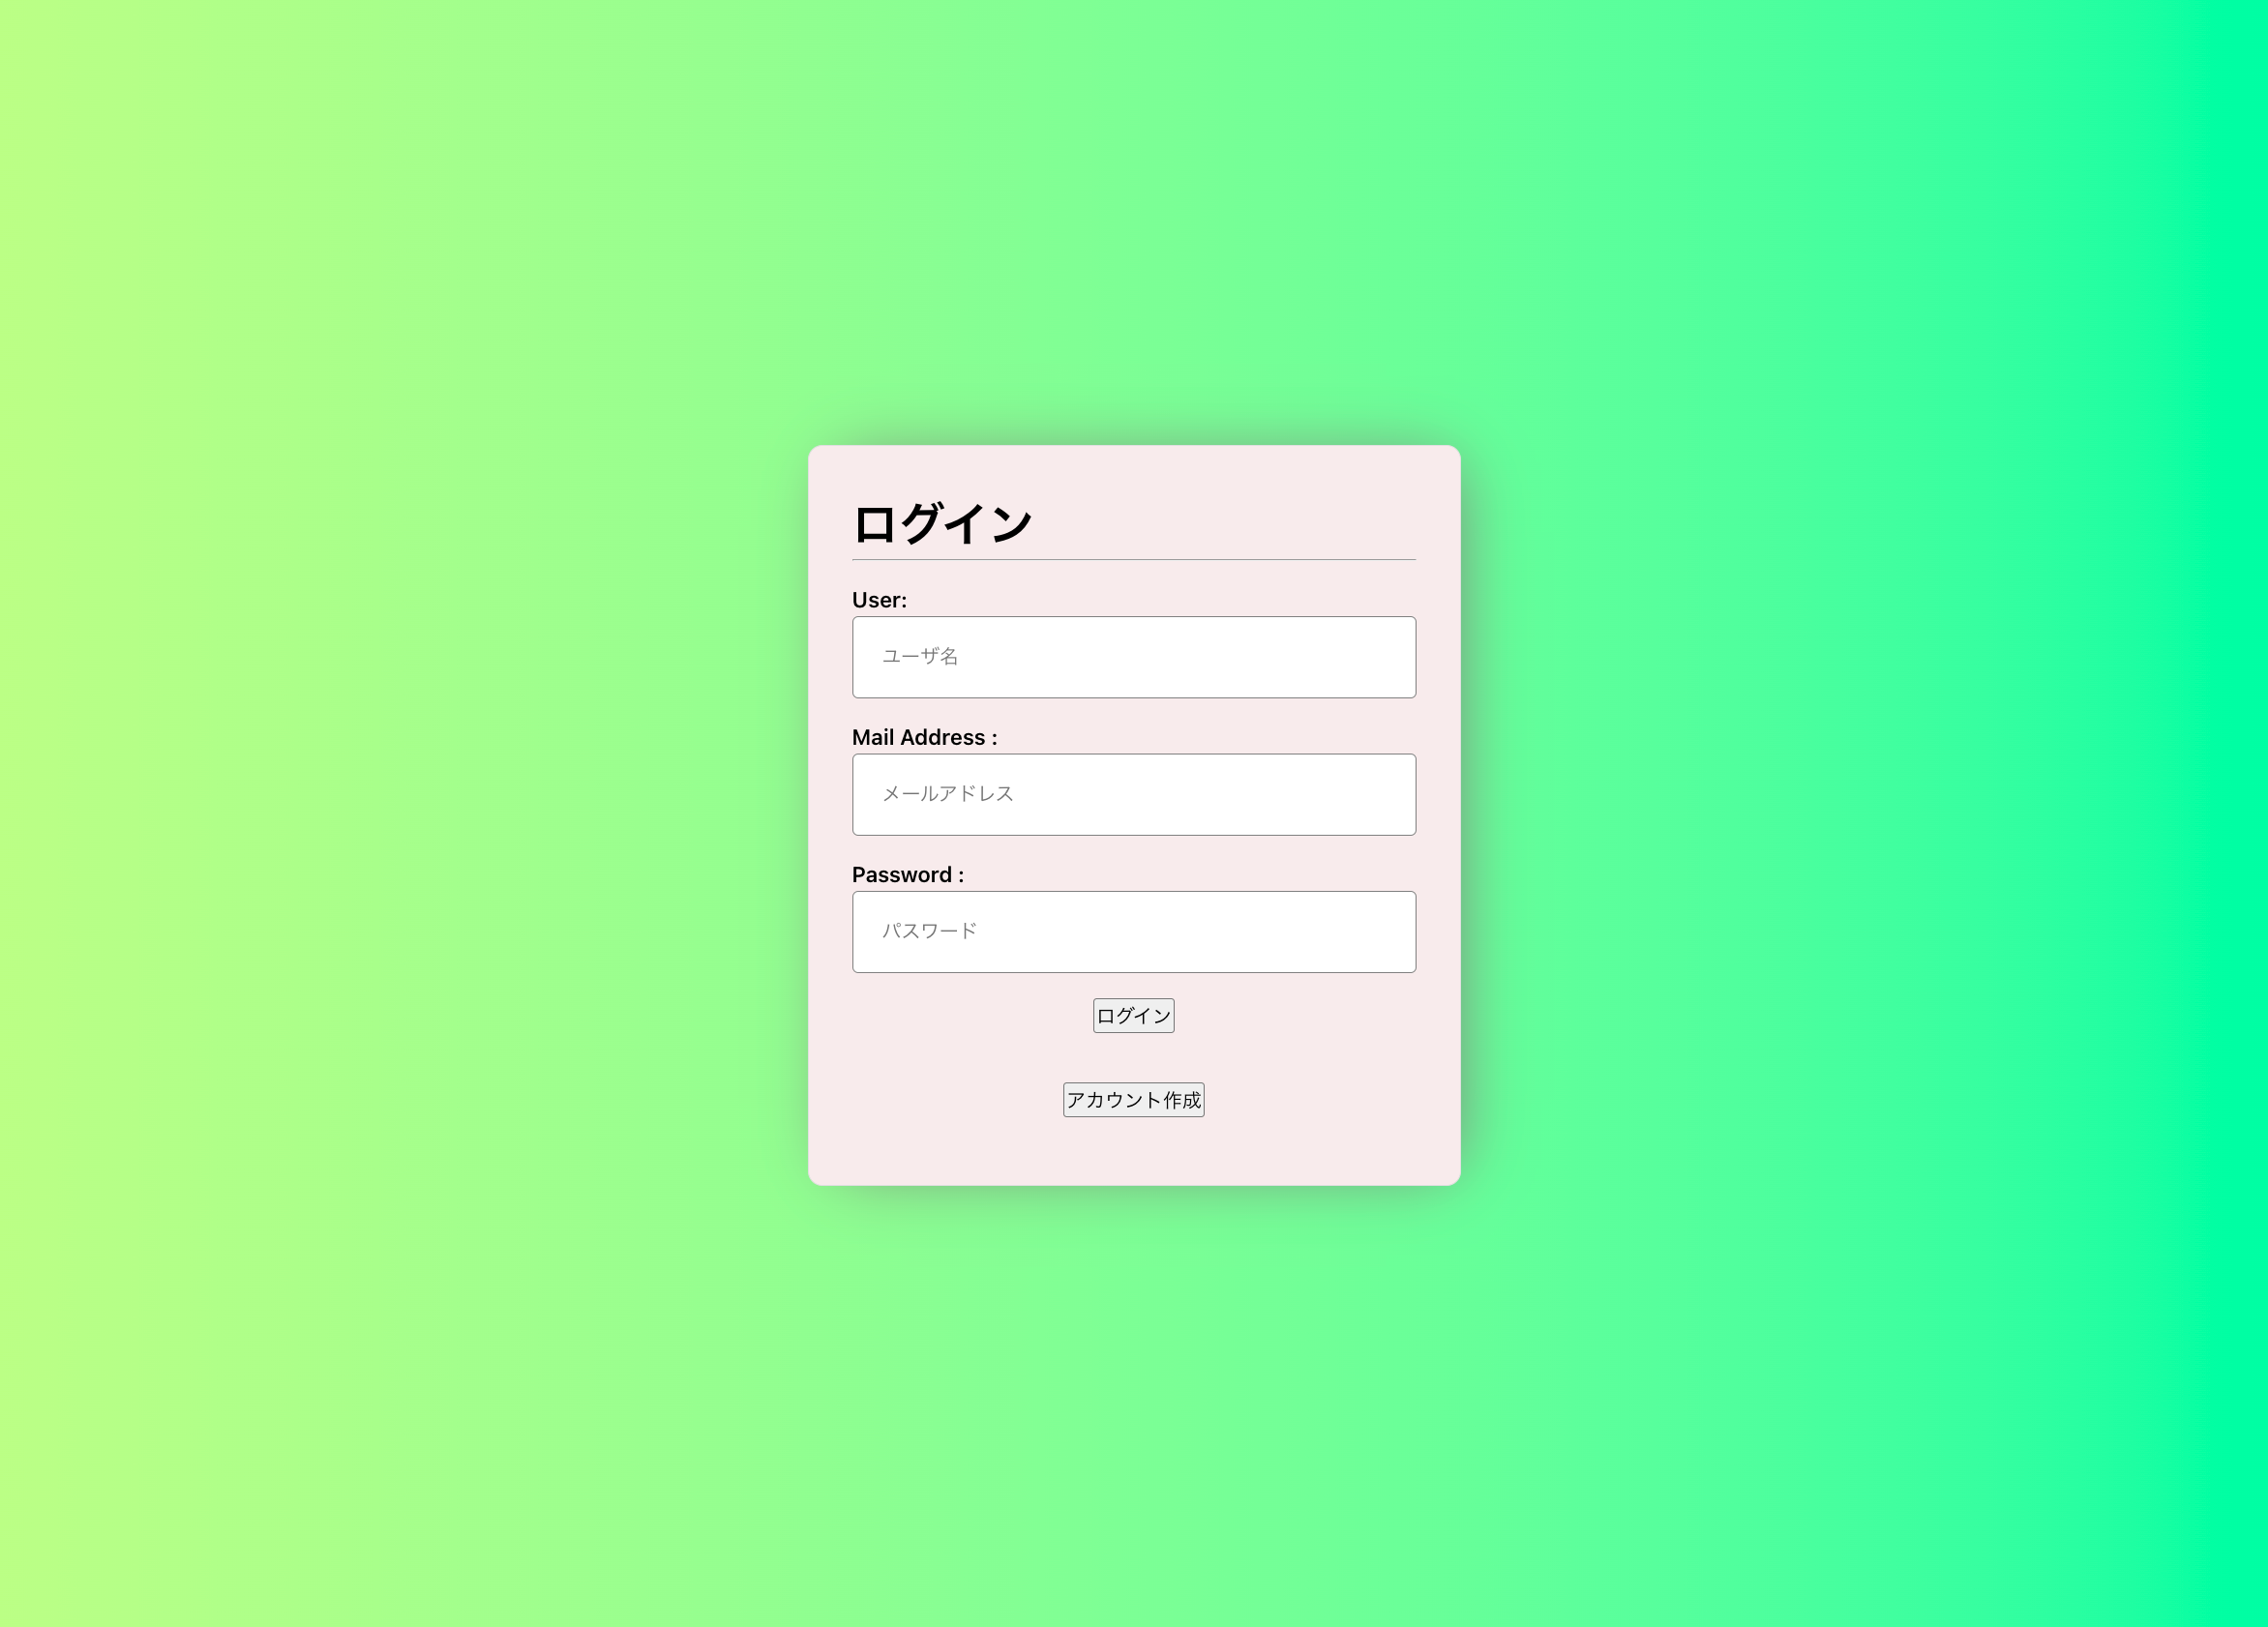 ログイン
User:
ユーザ名
Mail Address :
メールアドレス
Password :
パスワード
ログイン
アカウント作成